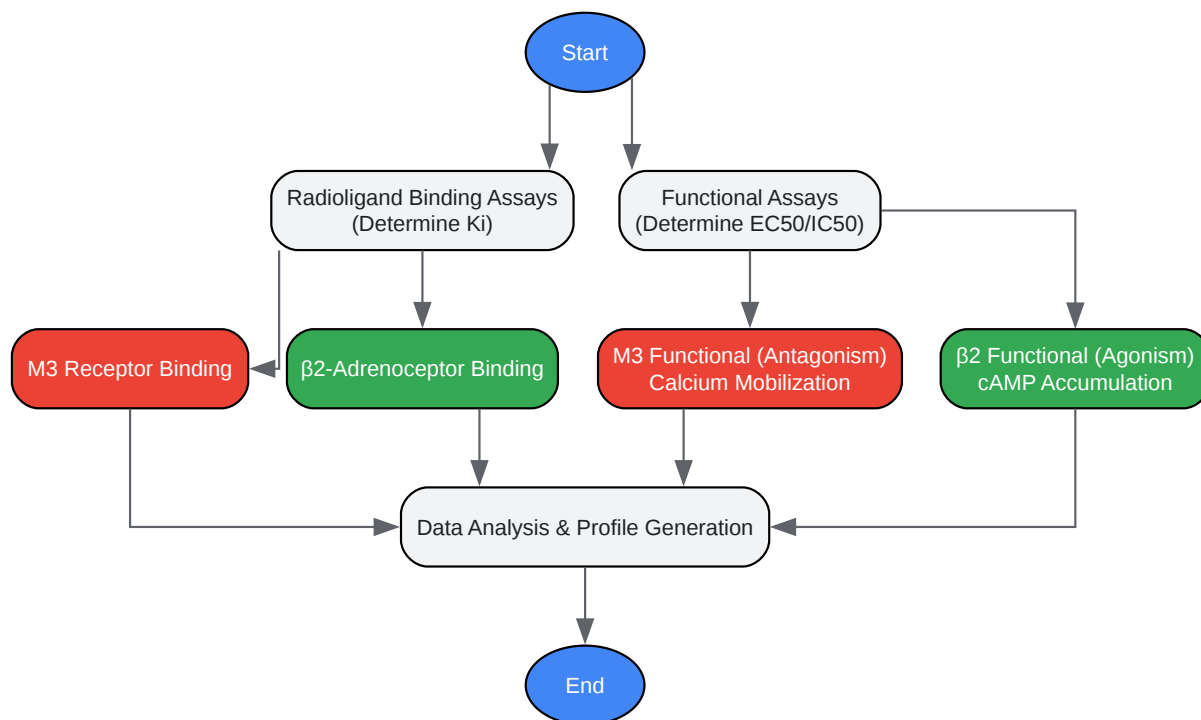 Start
Radioligand Binding Assays
(Determine Ki)
Functional Assays
(Determine EC50/IC50)
M3 Receptor Binding
β2-Adrenoceptor Binding
M3 Functional (Antagonism)
Calcium Mobilization
β2 Functional (Agonism)
cAMP Accumulation
Data Analysis & Profile Generation
End